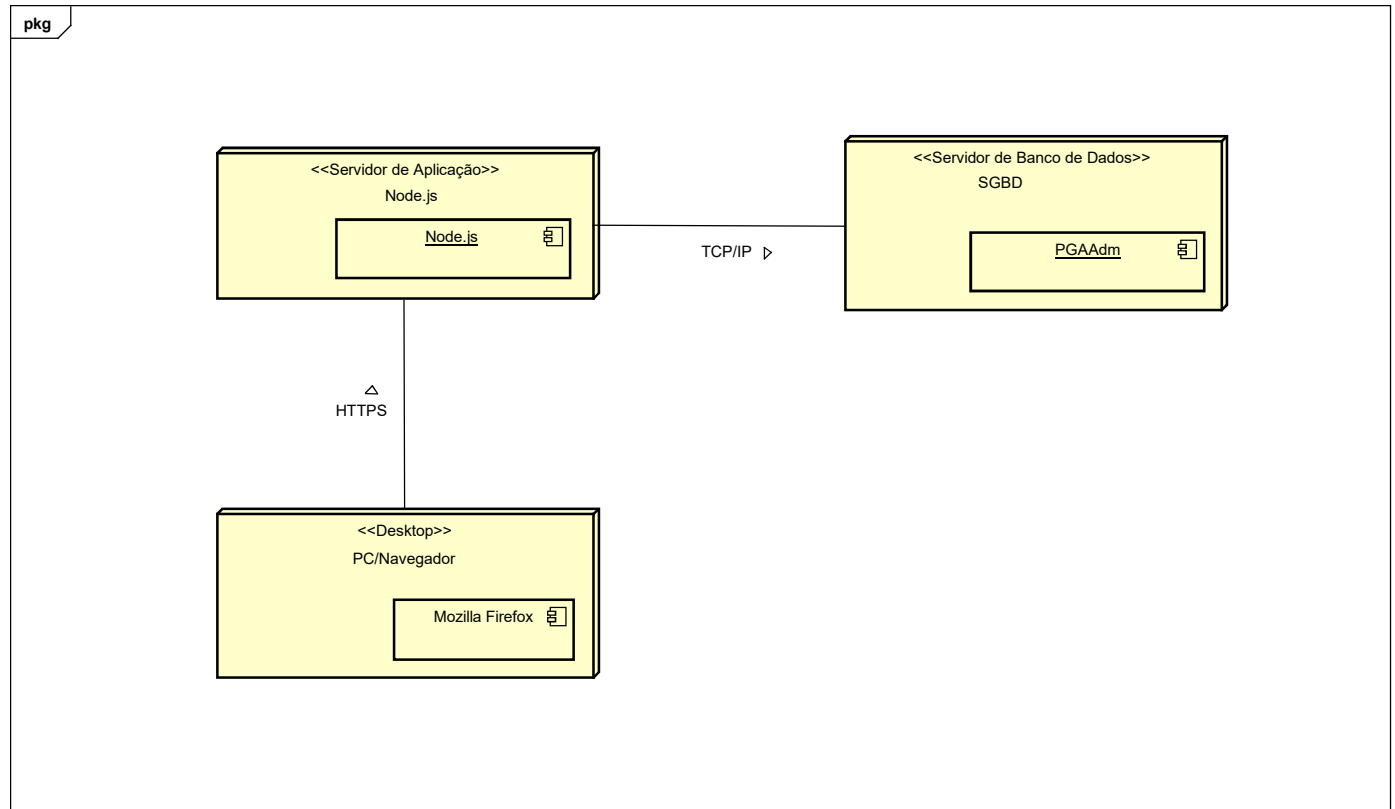 pkg
<<Servidor de Aplicação>>
Node.js
Node.js
<<Servidor de Banco de Dados>>
SGBD
PGAAdm
TCP/IP
HTTPS
<<Desktop>>
PC/Navegador
Mozilla Firefox